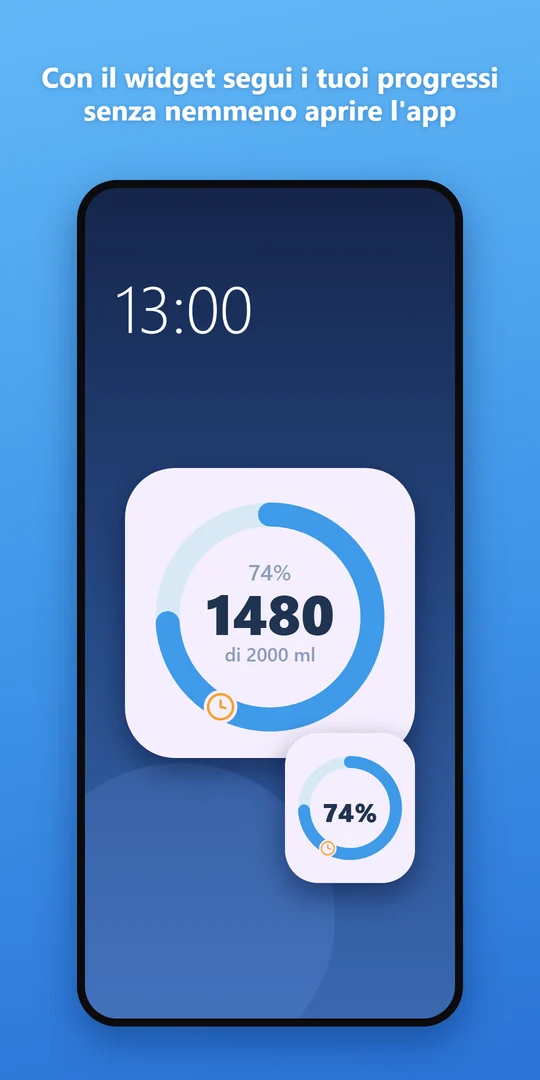 Con il widget segui i tuoi progressi
senza nemmeno aprire l'app
13:00
74%
1480
di 2000 ml
74%